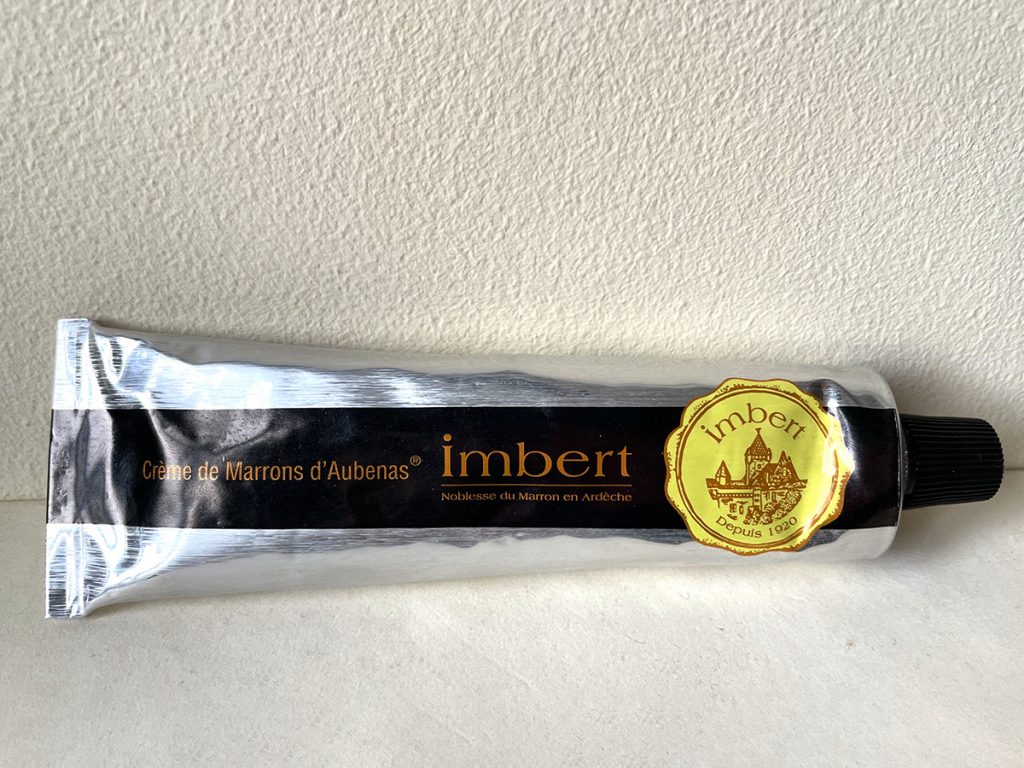 Crème de Marrons d'Aubenas®
imbert
Noblesse du Marron en Ardèche
imbert
Depuis 1920